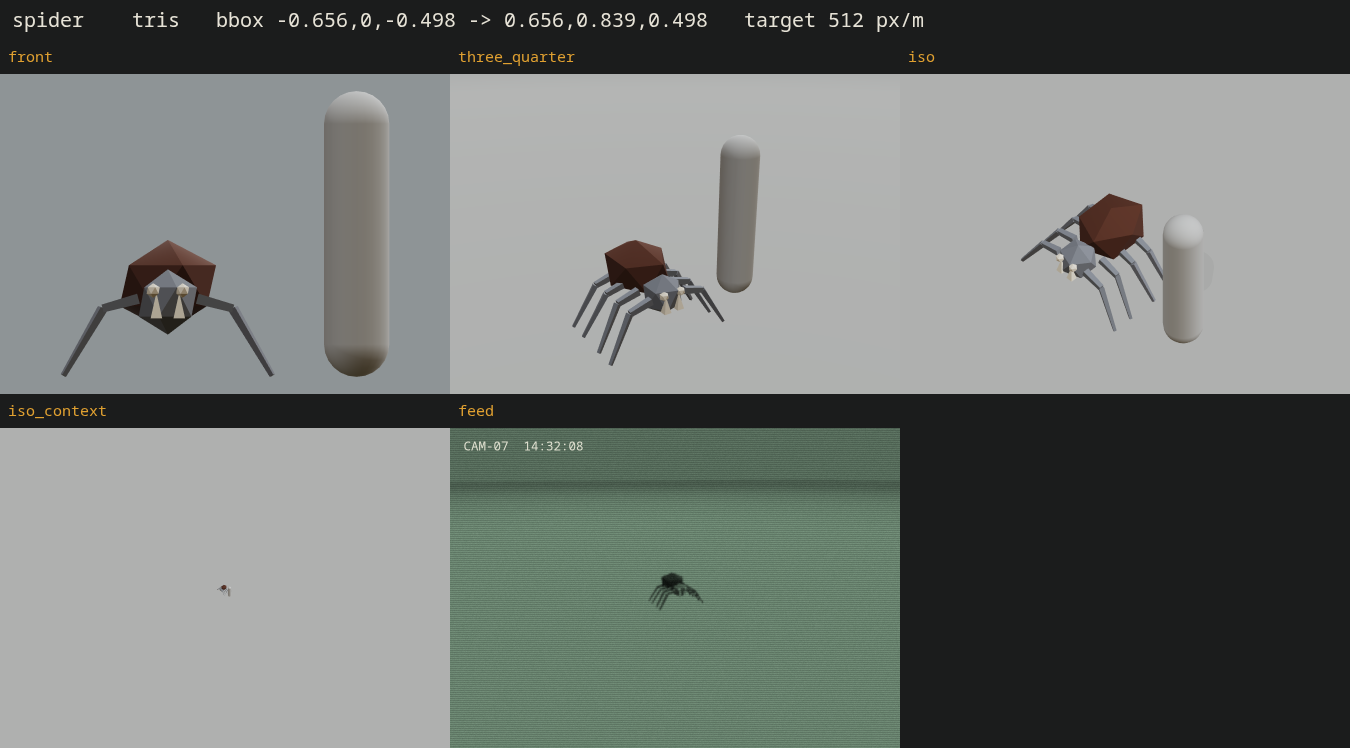 spider    tris   bbox -0.656,0,-0.498 -> 0.656,0.839,0.498   target 512 px/m
front
three_quarter
iso
iso_context
feed
CAM-07  14:32:08